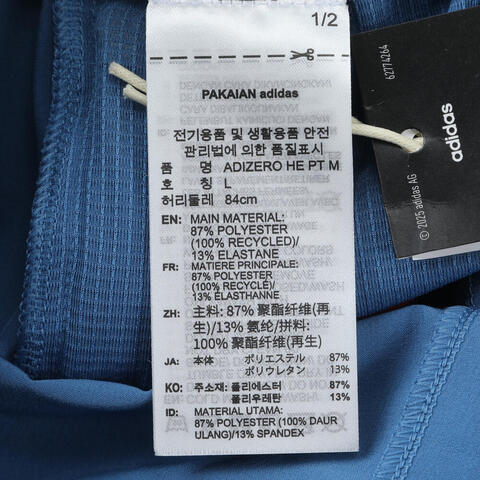 1/2
PAKAIAN adidas
전기용품 및 생활용품 안전
관리법에 의한 품질표시
품 명 ADIZERO HE PT M
호 칭 L
허리둘레 84cm
EN: MAIN MATERIAL:
87% POLYESTER
(100% RECYCLED)/
13% ELASTANE
FR: MATIERE PRINCIPALE:
87% POLYESTER
(100% RECYCLÉ)/
13% ÉLASTHANNE
ZH: 主料: 87% 聚酯纤维(再
生)/13% 氨纶/拼料:
100% 聚酯纤维(再生)
JA: 本体 ポリエステル 87%
ポリウレタン 13%
KO: 주소재: 폴리에스터 87%
폴리우레탄 13%
ID: MATERIAL UTAMA:
87% POLYESTER (100% DAUR
ULANG)/13% SPANDEX
62774264
adidas
© 2025 adidas AG